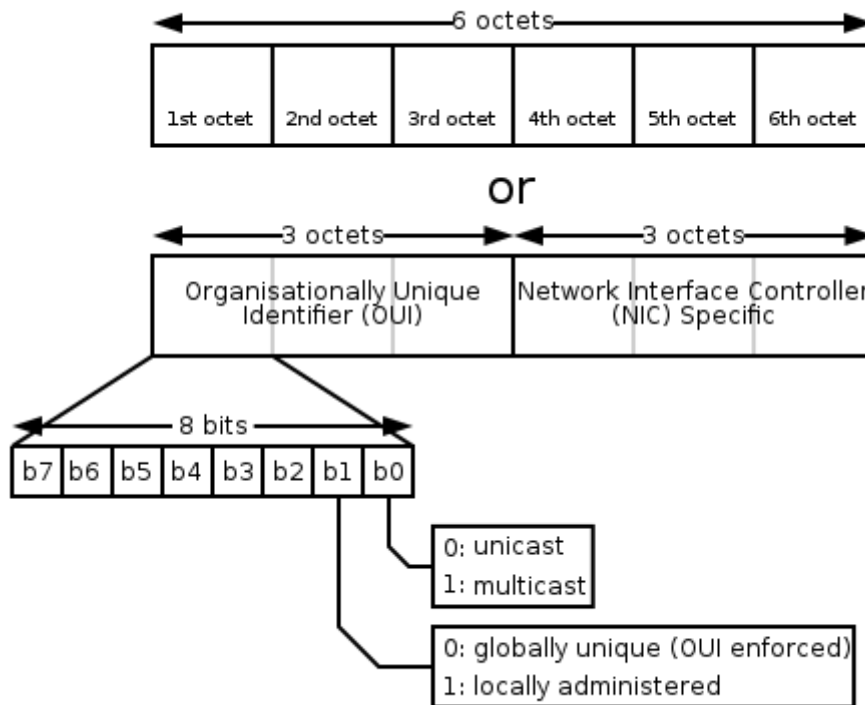 6 octets
1st octet 2nd octet 3rd octet 4th octet 5th octet 6th octet
or
3 octets 3 octets
Organisationally Unique Identifier (OUI)
Network Interface Controller (NIC) Specific
8 bits
b7 b6 b5 b4 b3 b2 b1 b0
0: unicast
1: multicast
0: globally unique (OUI enforced)
1: locally administered